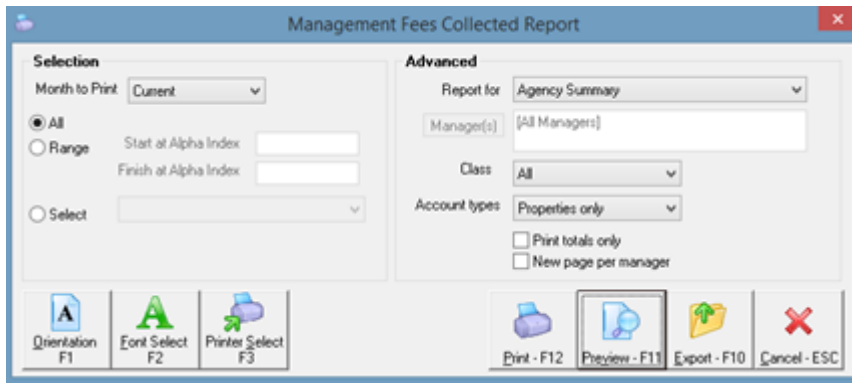 Management Fees Collected Report
Selection
Month to Print Current
All
Range Start at Alpha Index
Finish at Alpha Index
Select
Advanced
Report for Agency Summary
Manager(s) [All Managers]
Class All
Account types Properties only
Print totals only
New page per manager
A
Orientation
F1
A
Font Select
F2
Printer Select
F3
Print - F12
Preview - F11
Export - F10
Cancel - ESC